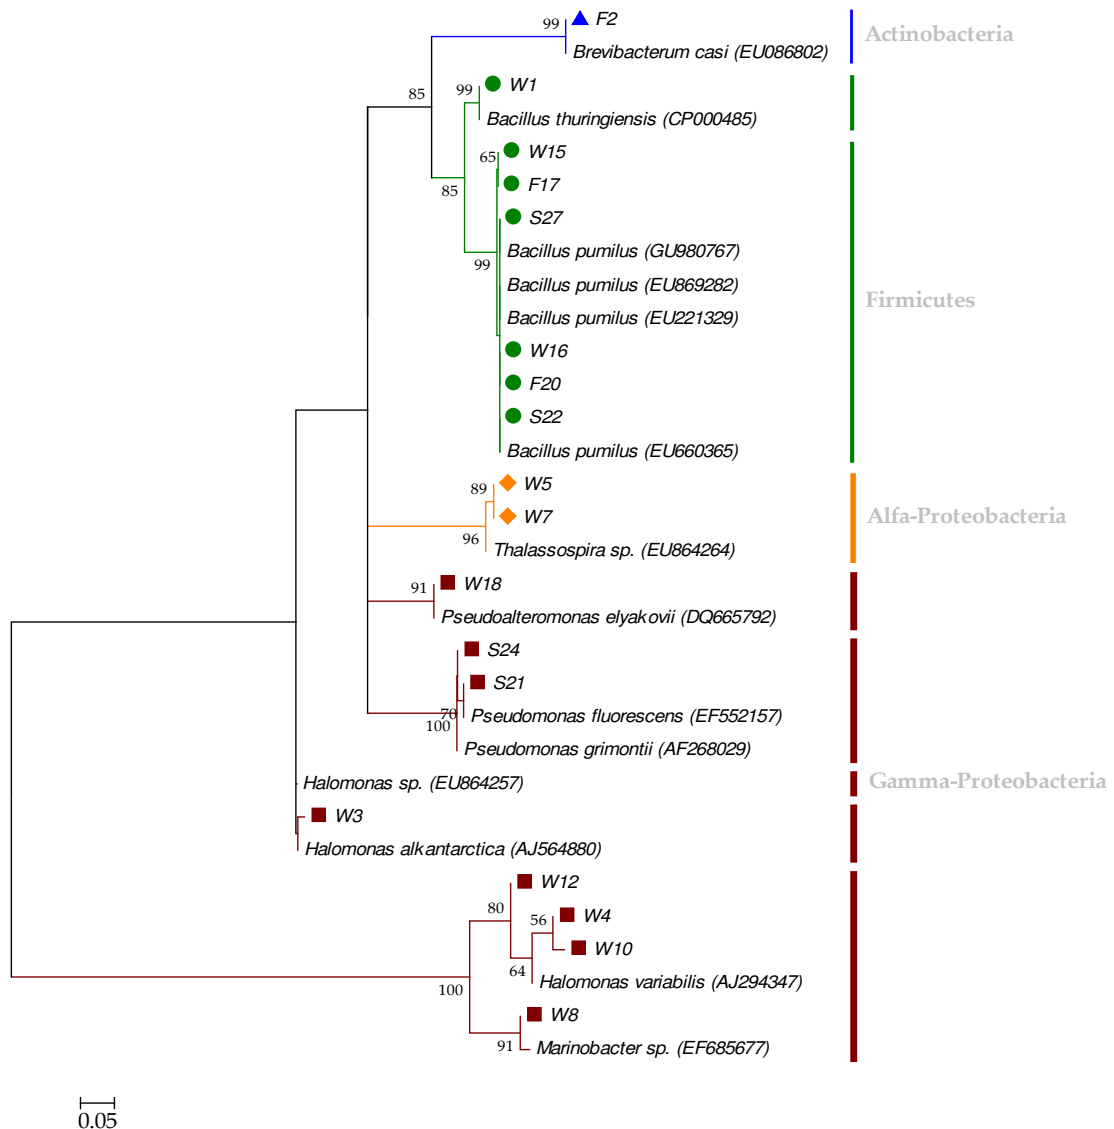 99
F2
Actinobacteria
Brevibacterum casi (EU086802)
99
W1
85
Bacillus thuringiensis (CP000485)
65
W15
F17
85
S27
Bacillus pumilus (GU980767)
99
Bacillus pumilus (EU869282)
Firmicutes
Bacillus pumilus (EU221329)
W16
F20
S22
Bacillus pumilus (EU660365)
89
W5
W7
Alfa-Proteobacteria
96
Thalassospira sp. (EU864264)
91
W18
Pseudoalteromonas elyakovii (DQ665792)
S24
S21
70
Pseudomonas fluorescens (EF552157)
100
Pseudomonas grimontii (AF268029)
Halomonas sp. (EU864257)
Gamma-Proteobacteria
W3
Halomonas alkantarctica (AJ564880)
W12
80
56
W4
W10
64
Halomonas variabilis (AJ294347)
100
W8
91
Marinobacter sp. (EF685677)
0.05